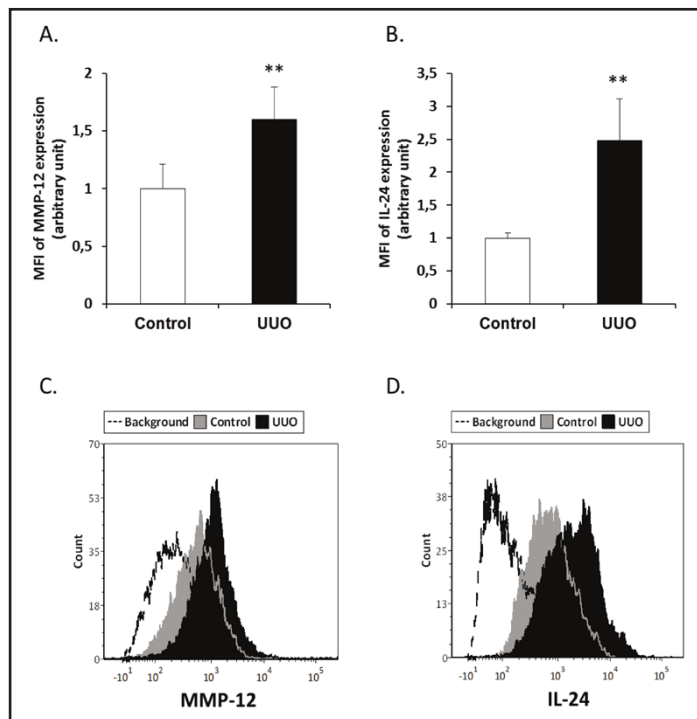 A.
MFI of MMP-12 expression
(arbitrary unit)
2
1,5
1
0,5
0
**
Control UUO
B.
MFI of IL-24 expression
(arbitrary unit)
3,5
3
2,5
2
1,5
1
0,5
0
**
Control UUO
C.
Background Control UUO
Count
70
53
35
18
0
-10¹ 10² 10³ 10⁴ 10⁵
MMP-12
D.
Background Control UUO
Count
50
38
25
13
0
-10¹ 10² 10³ 10⁴ 10⁵
IL-24